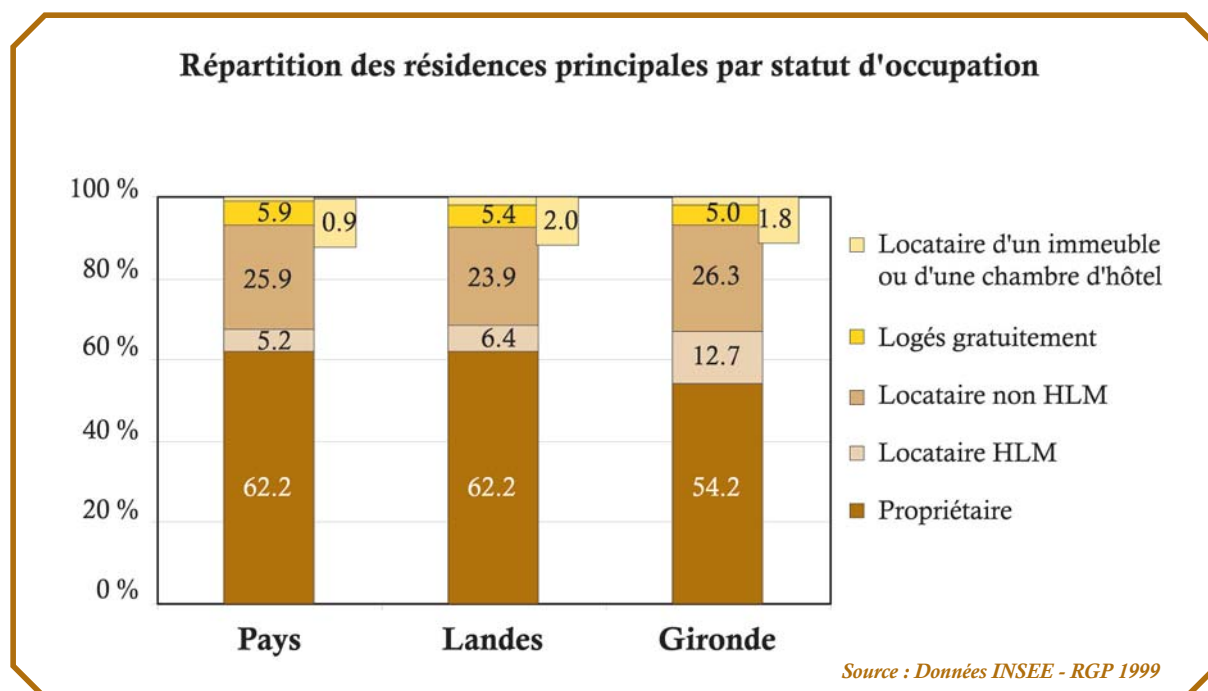 Répartition des résidences principales par statut d'occupation
100 %
80 %
60 %
40 %
20 %
0 %
5.9
0.9
25.9
5.2
62.2
5.4
2.0
23.9
6.4
62.2
5.0
1.8
26.3
12.7
54.2
Pays
Landes
Gironde
Locataire d'un immeuble
ou d'une chambre d'hôtel
Logés gratuitement
Locataire non HLM
Locataire HLM
Propriétaire
Source : Données INSEE - RGP 1999